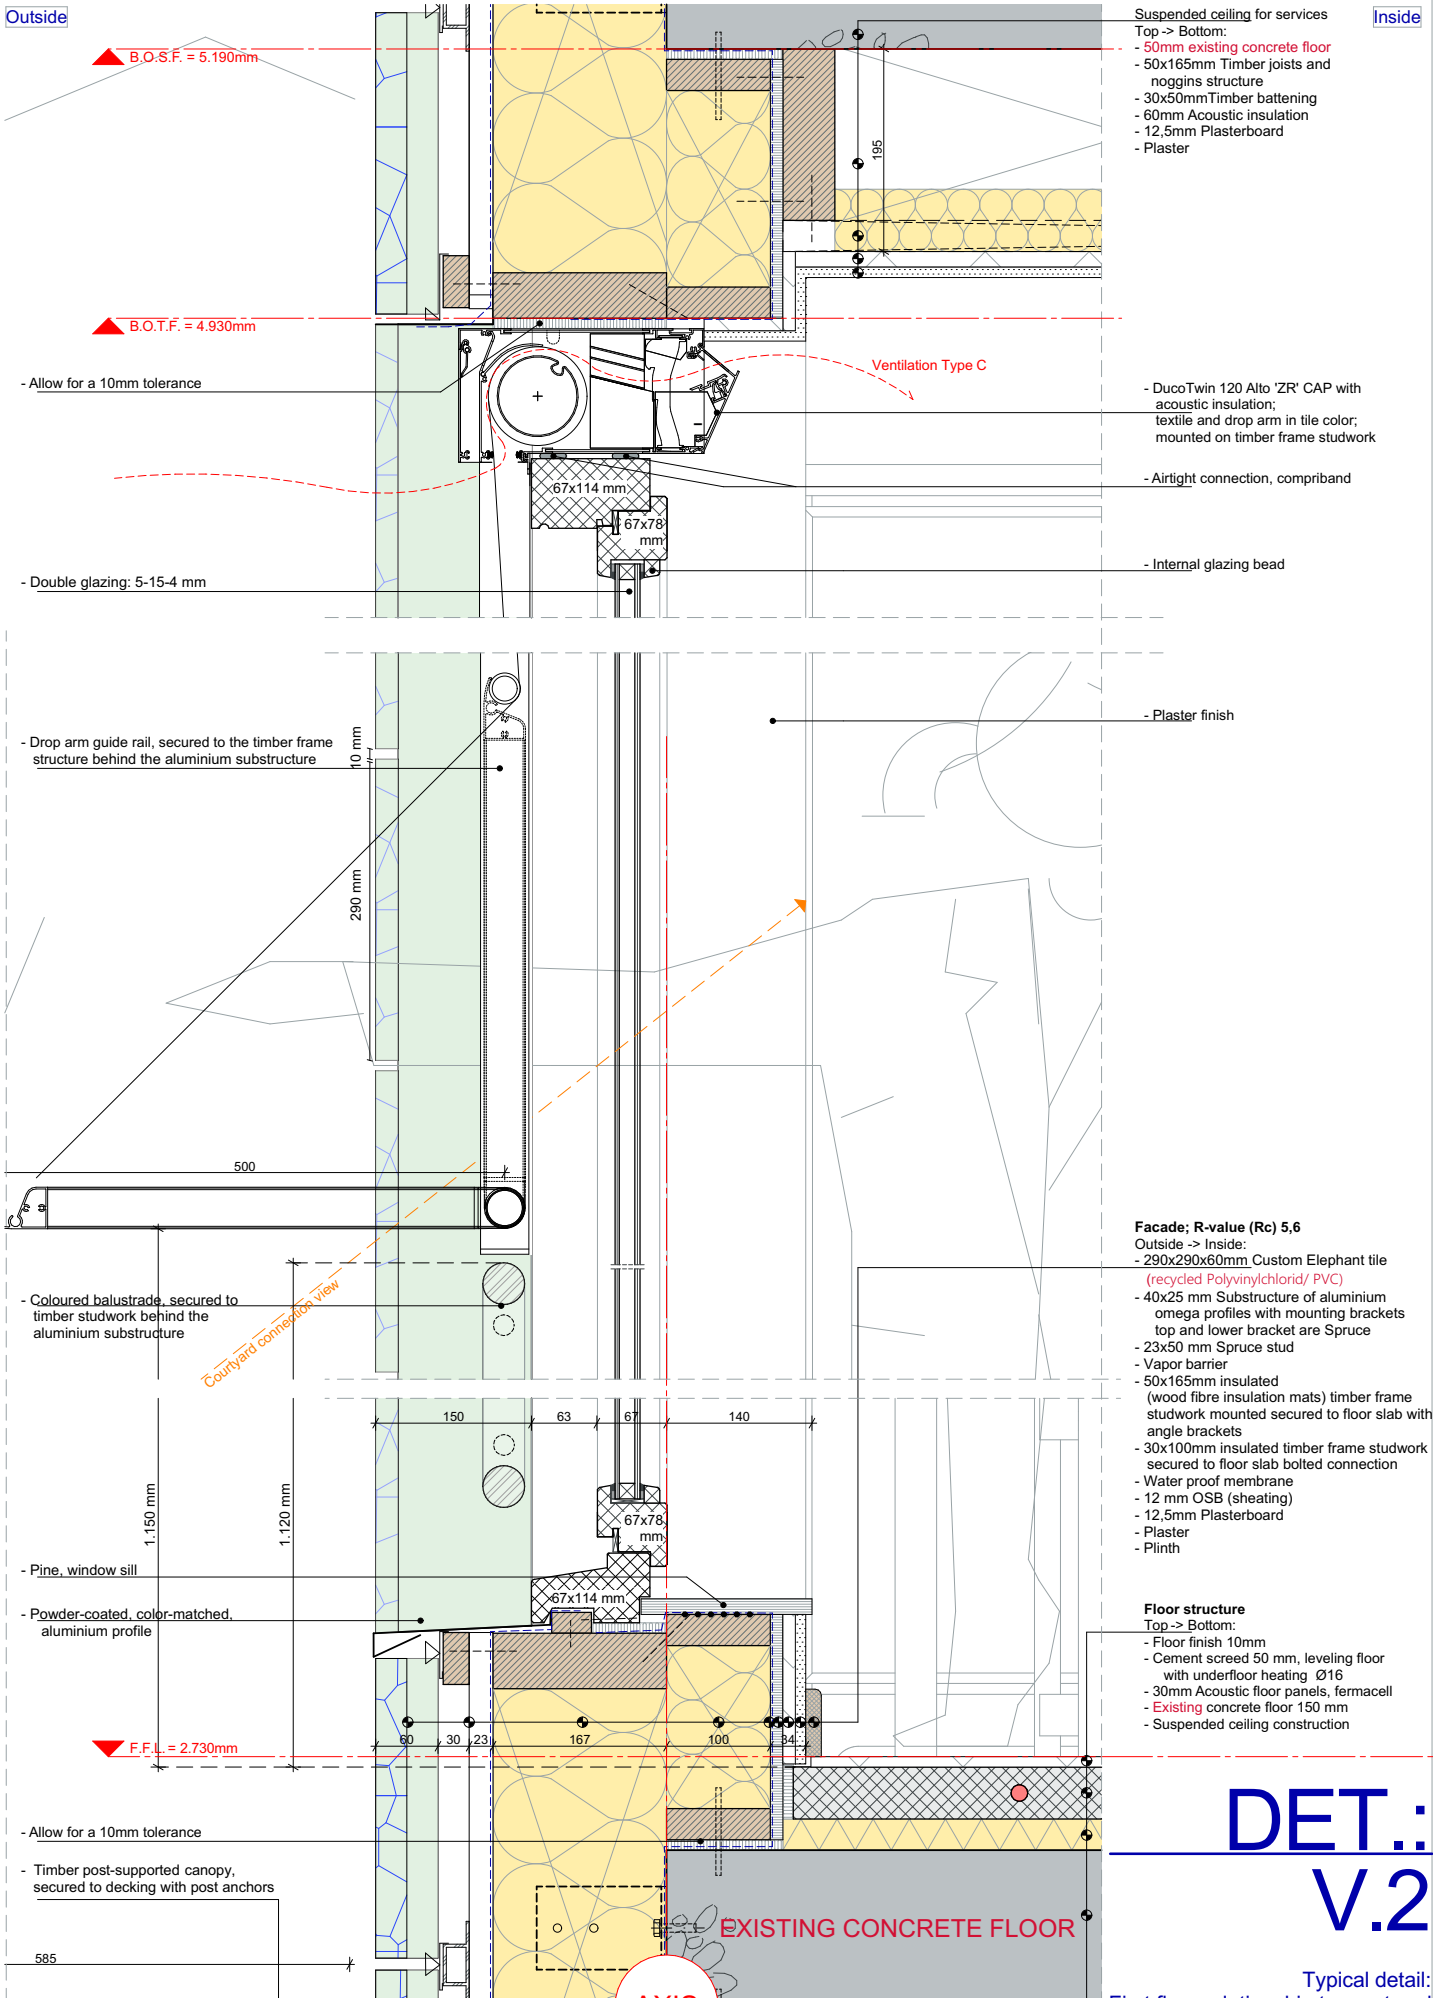 Outside
Inside
B.O.S.F. = 5.190mm
Suspended ceiling for services
Top -> Bottom:
- 50mm existing concrete floor
- 50x165mm Timber joists and
noggins structure
- 30x50mmTimber battening
- 60mm Acoustic insulation
- 12,5mm Plasterboard
- Plaster
195
B.O.T.F. = 4.930mm
- Allow for a 10mm tolerance
Ventilation Type C
- DucoTwin 120 Alto 'ZR' CAP with
acoustic insulation;
textile and drop arm in tile color;
mounted on timber frame studwork
- Airtight connection, compriband
67x114 mm
67x78
mm
- Internal glazing bead
- Double glazing: 5-15-4 mm
- Plaster finish
- Drop arm guide rail, secured to the timber frame
structure behind the aluminium substructure
10 mm
290 mm
500
- Coloured balustrade, secured to
timber studwork behind the
aluminium substructure
Courtyard connection view
Facade; R-value (Rc) 5,6
Outside -> Inside:
- 290x290x60mm Custom Elephant tile
(recycled Polyvinylchlorid/ PVC)
- 40x25 mm Substructure of aluminium
omega profiles with mounting brackets
top and lower bracket are Spruce
- 23x50 mm Spruce stud
- Vapor barrier
- 50x165mm insulated
(wood fibre insulation mats) timber frame
studwork mounted secured to floor slab with
angle brackets
- 30x100mm insulated timber frame studwork
secured to floor slab bolted connection
- Water proof membrane
- 12 mm OSB (sheating)
- 12,5mm Plasterboard
- Plaster
- Plinth
150
63
67
140
1.150 mm
1.120 mm
67x78
mm
67x114 mm
- Pine, window sill
- Powder-coated, color-matched,
aluminium profile
Floor structure
Top -> Bottom:
- Floor finish 10mm
- Cement screed 50 mm, leveling floor
with underfloor heating Ø16
- 30mm Acoustic floor panels, fermacell
- Existing concrete floor 150 mm
- Suspended ceiling construction
60
30
23
167
100
34
F.F.L. = 2.730mm
- Allow for a 10mm tolerance
- Timber post-supported canopy,
secured to decking with post anchors
585
EXISTING CONCRETE FLOOR
DET.:
V.2
Typical detail: